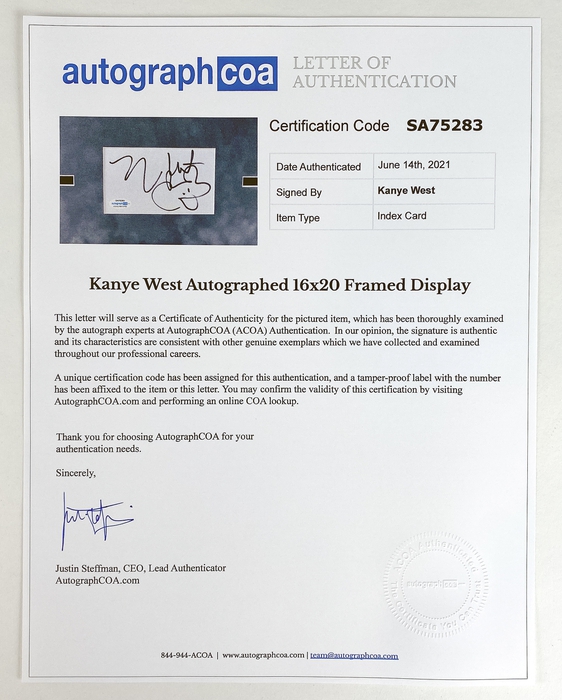 autographcoa LETTER OF
AUTHENTICATION
Certification Code SA75283
Date Authenticated June 14th, 2021
Signed By Kanye West
Item Type Index Card
Kanye West Autographed 16x20 Framed Display
This letter will serve as a Certificate of Authenticity for the pictured item, which has been thoroughly examined
by the autograph experts at AutographCOA (ACOA) Authentication. In our opinion, the signature is authentic
and its characteristics are consistent with other genuine exemplars which we have collected and examined
throughout our professional careers.
A unique certification code has been assigned for this authentication, and a tamper-proof label with the number
has been affixed to the item or this letter. You may confirm the validity of this certification by visiting
AutographCOA.com and performing an online COA lookup.
Thank you for choosing AutographCOA for your
authentication needs.
Sincerely,
Justin Steffman, CEO, Lead Authenticator
AutographCOA.com
ACOA Authenticated
autographcoa
Certificate You Can Trust
844-944-ACOA | www.autographcoa.com | team@autographcoa.com